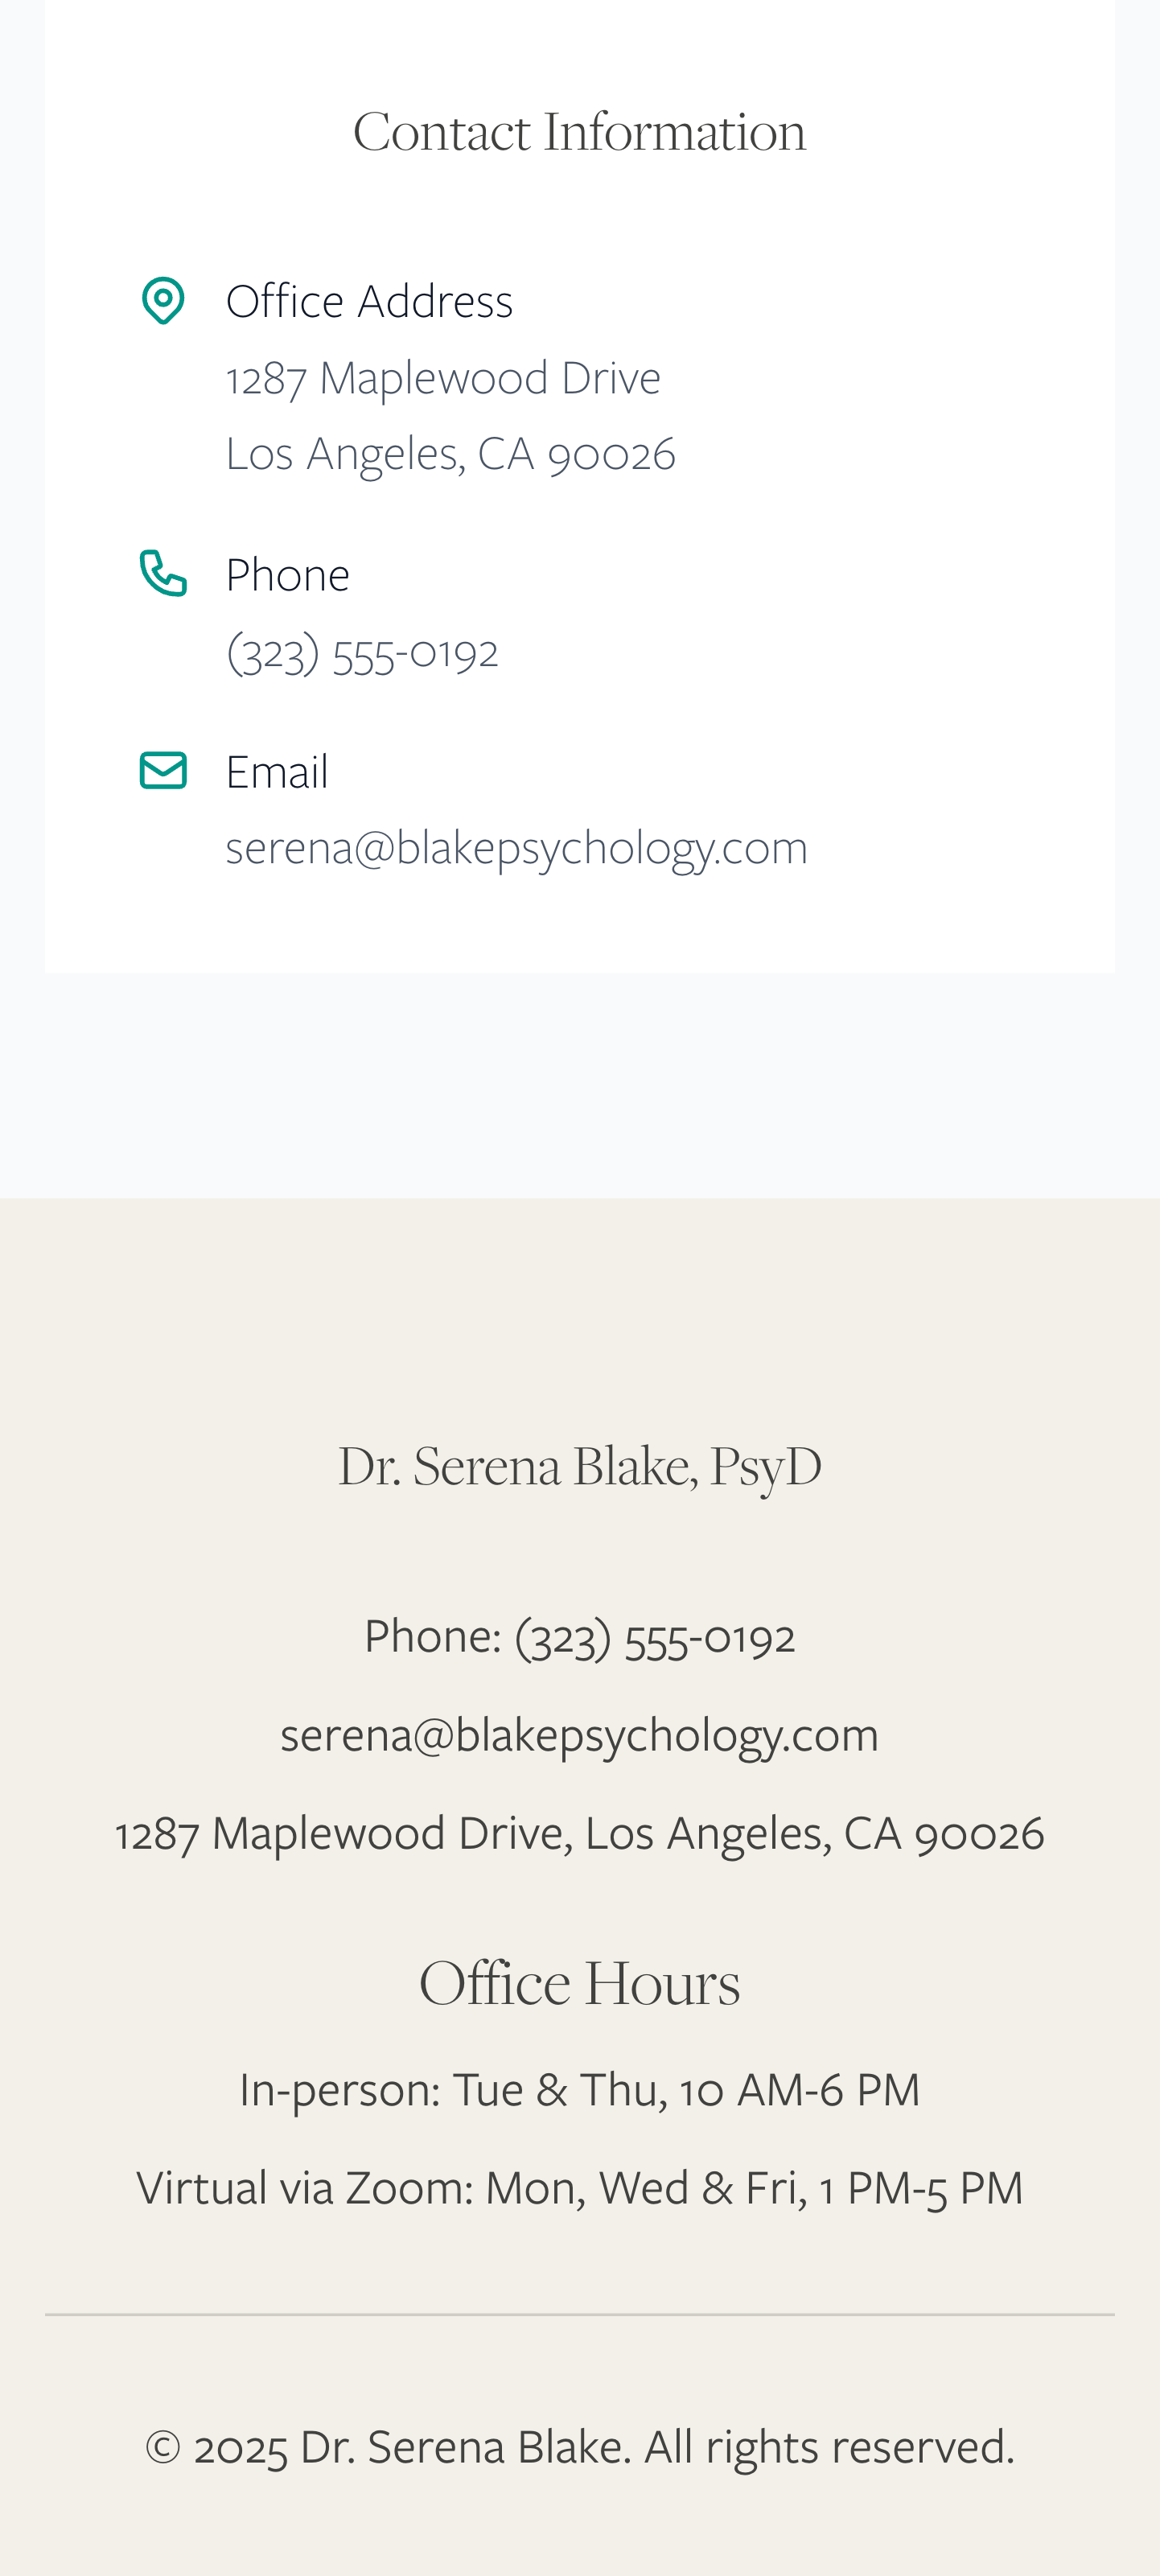 Contact Information
Office Address
1287 Maplewood Drive
Los Angeles, CA 90026
Phone
(323) 555-0192
Email
serena@blakepsychology.com
Dr. Serena Blake, PsyD
Phone: (323) 555-0192
serena@blakepsychology.com
1287 Maplewood Drive, Los Angeles, CA 90026
Office Hours
In-person: Tue & Thu, 10 AM-6 PM
Virtual via Zoom: Mon, Wed & Fri, 1 PM-5 PM
© 2025 Dr. Serena Blake. All rights reserved.